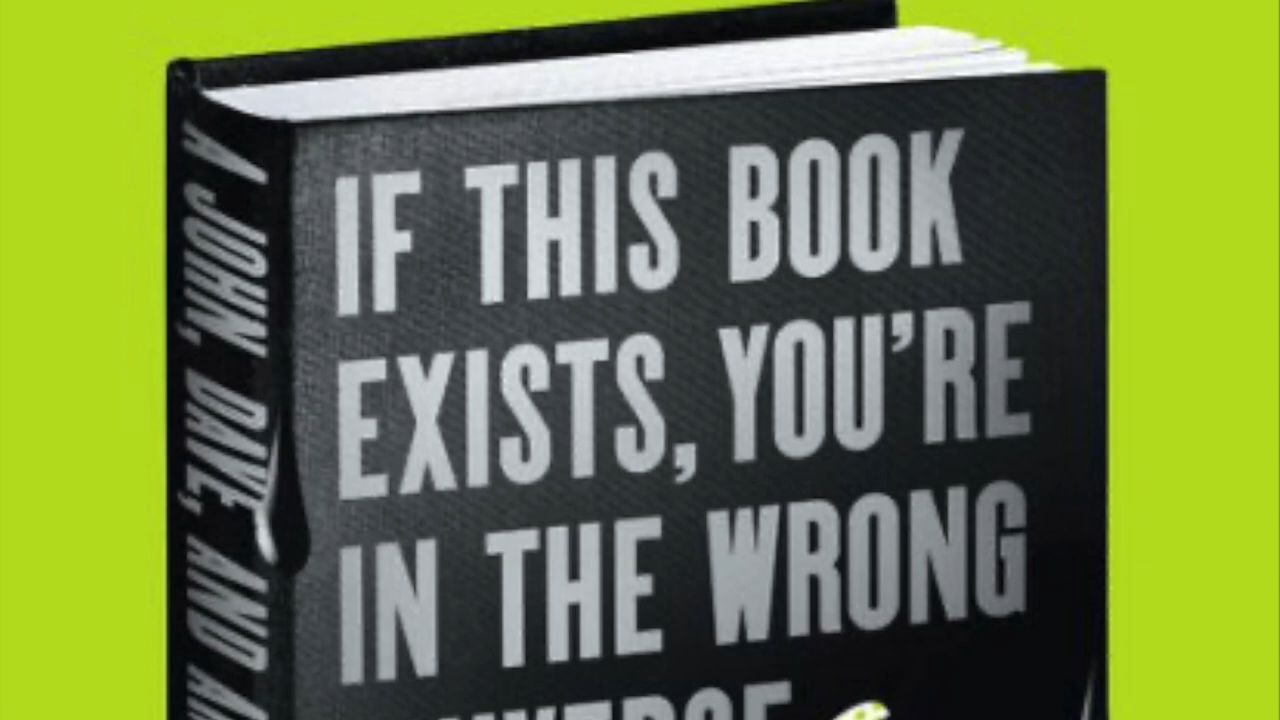 IF THIS BOOK
EXISTS, YOU'RE
IN THE WRONG
A JOHN, DAVE, AND